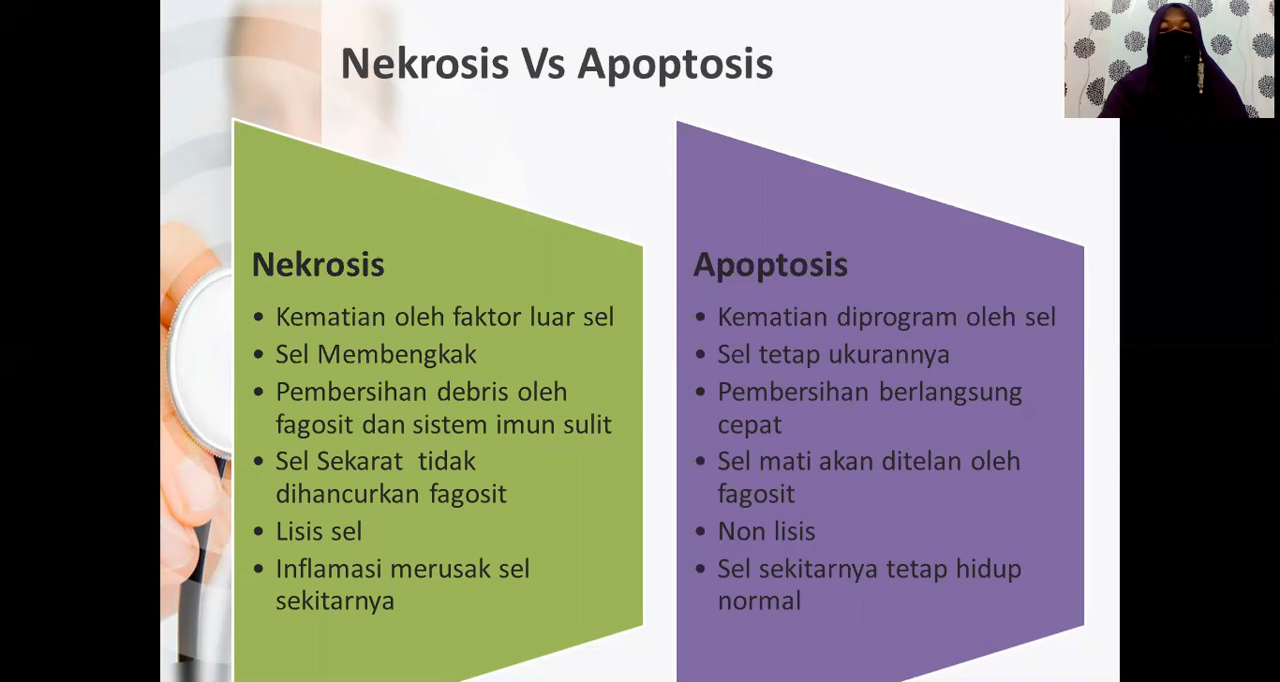 Nekrosis Vs Apoptosis
Nekrosis
• Kematian oleh faktor luar sel
• Sel Membengkak
• Pembersihan debris oleh
fagosit dan sistem imun sulit
• Sel Sekarat tidak
dihancurkan fagosit
• Lisis sel
• Inflamasi merusak sel
sekitarnya
Apoptosis
• Kematian diprogram oleh sel
• Sel tetap ukurannya
• Pembersihan berlangsung
cepat
• Sel mati akan ditelan oleh
fagosit
• Non lisis
• Sel sekitarnya tetap hidup
normal